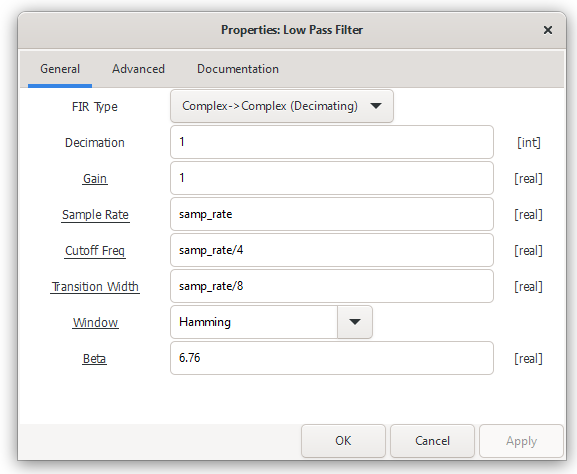 Properties: Low Pass Filter
General Advanced Documentation
FIR Type Complex->Complex (Decimating)
Decimation 1 [int]
Gain 1 [real]
Sample Rate samp_rate [real]
Cutoff Freq samp_rate/4 [real]
Transition Width samp_rate/8 [real]
Window Hamming
Beta 6.76 [real]
OK Cancel Apply